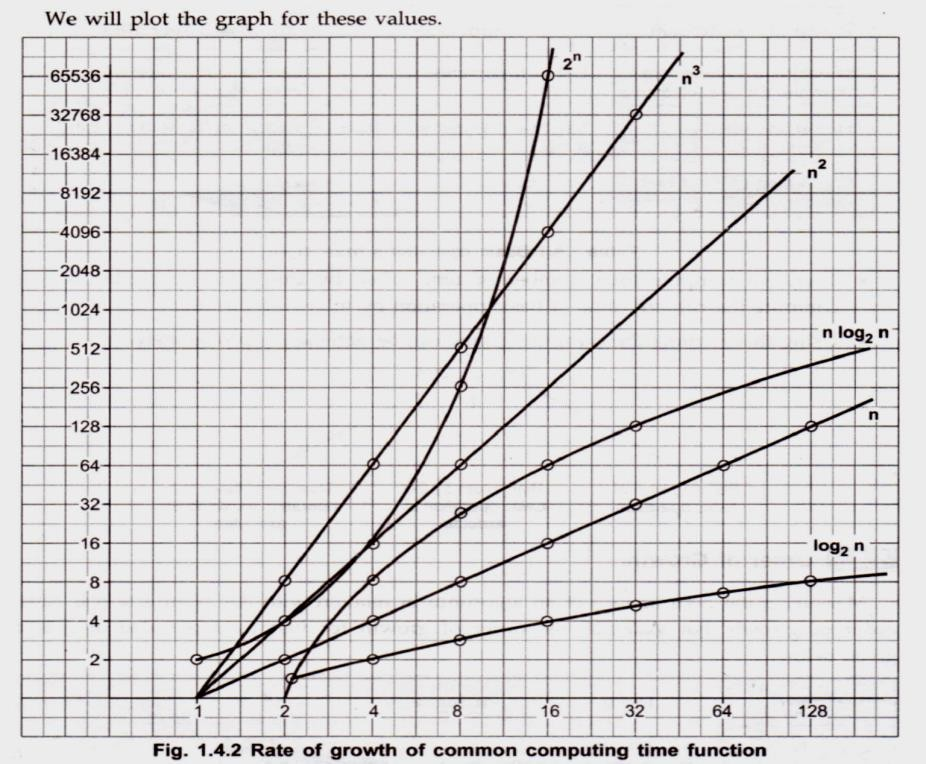 We will plot the graph for these values.
2ⁿ
65536
n³
32768
16384
n²
8192
4096
2048
1024
n log₂ n
512
256
n
128
64
32
log₂ n
16
8
4
2
1 2 4 8 16 32 64 128
Fig. 1.4.2 Rate of growth of common computing time function